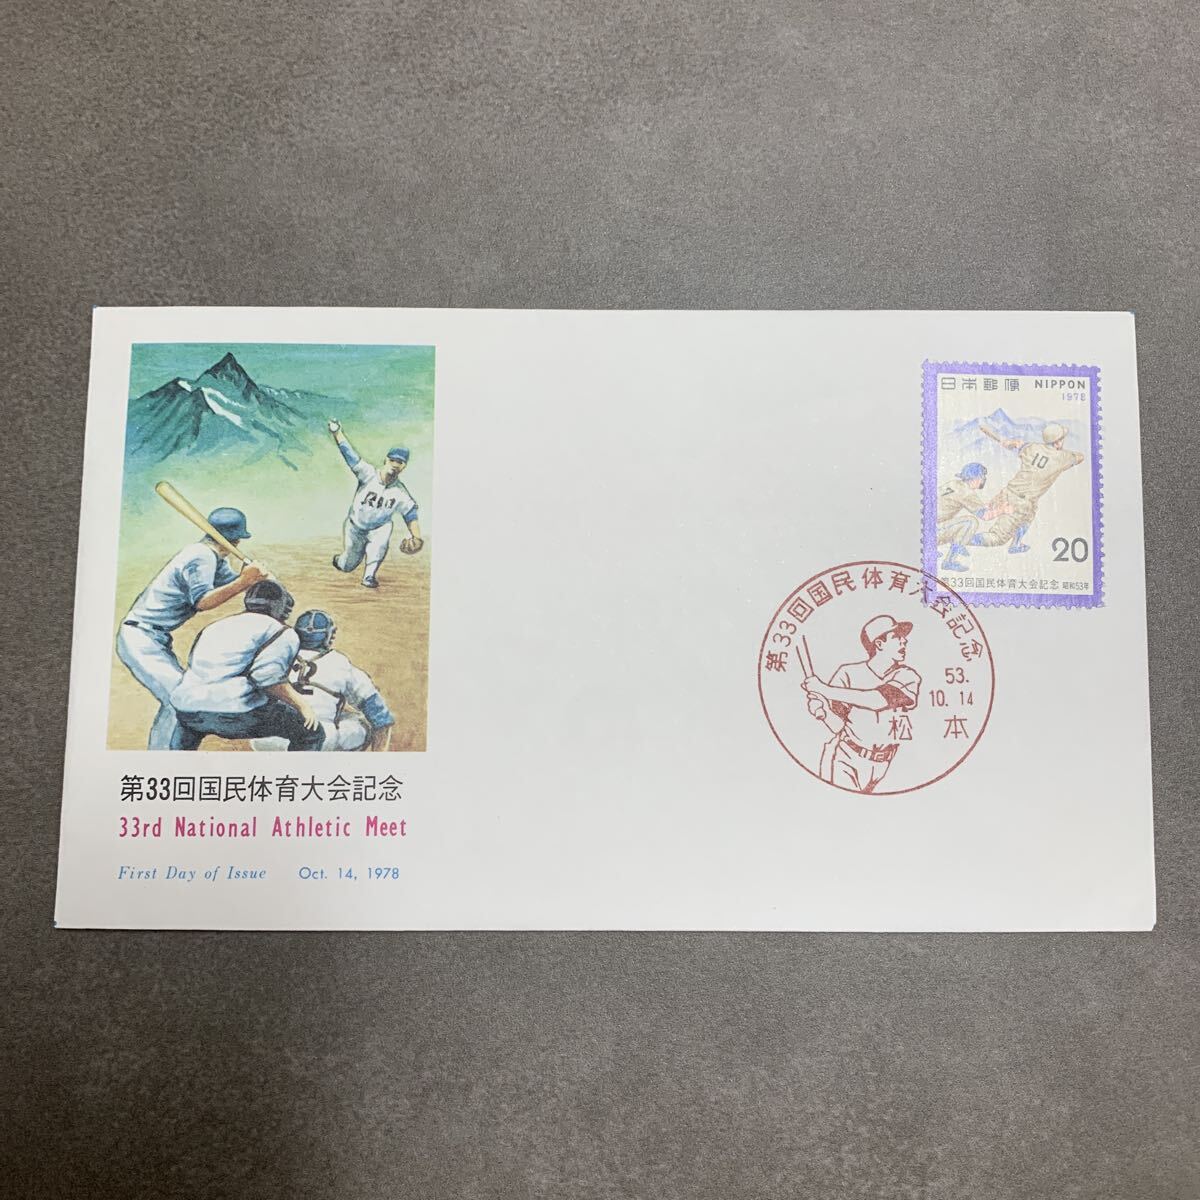 第33回国民体育大会記念
33rd National Athletic Meet
First Day of Issue Oct. 14, 1978
日本郵便 NIPPON
1978
10
7
20
第33回国民体育大会記念 昭和53年
第33回国民体育大会記念
53.
10.14
松本
2